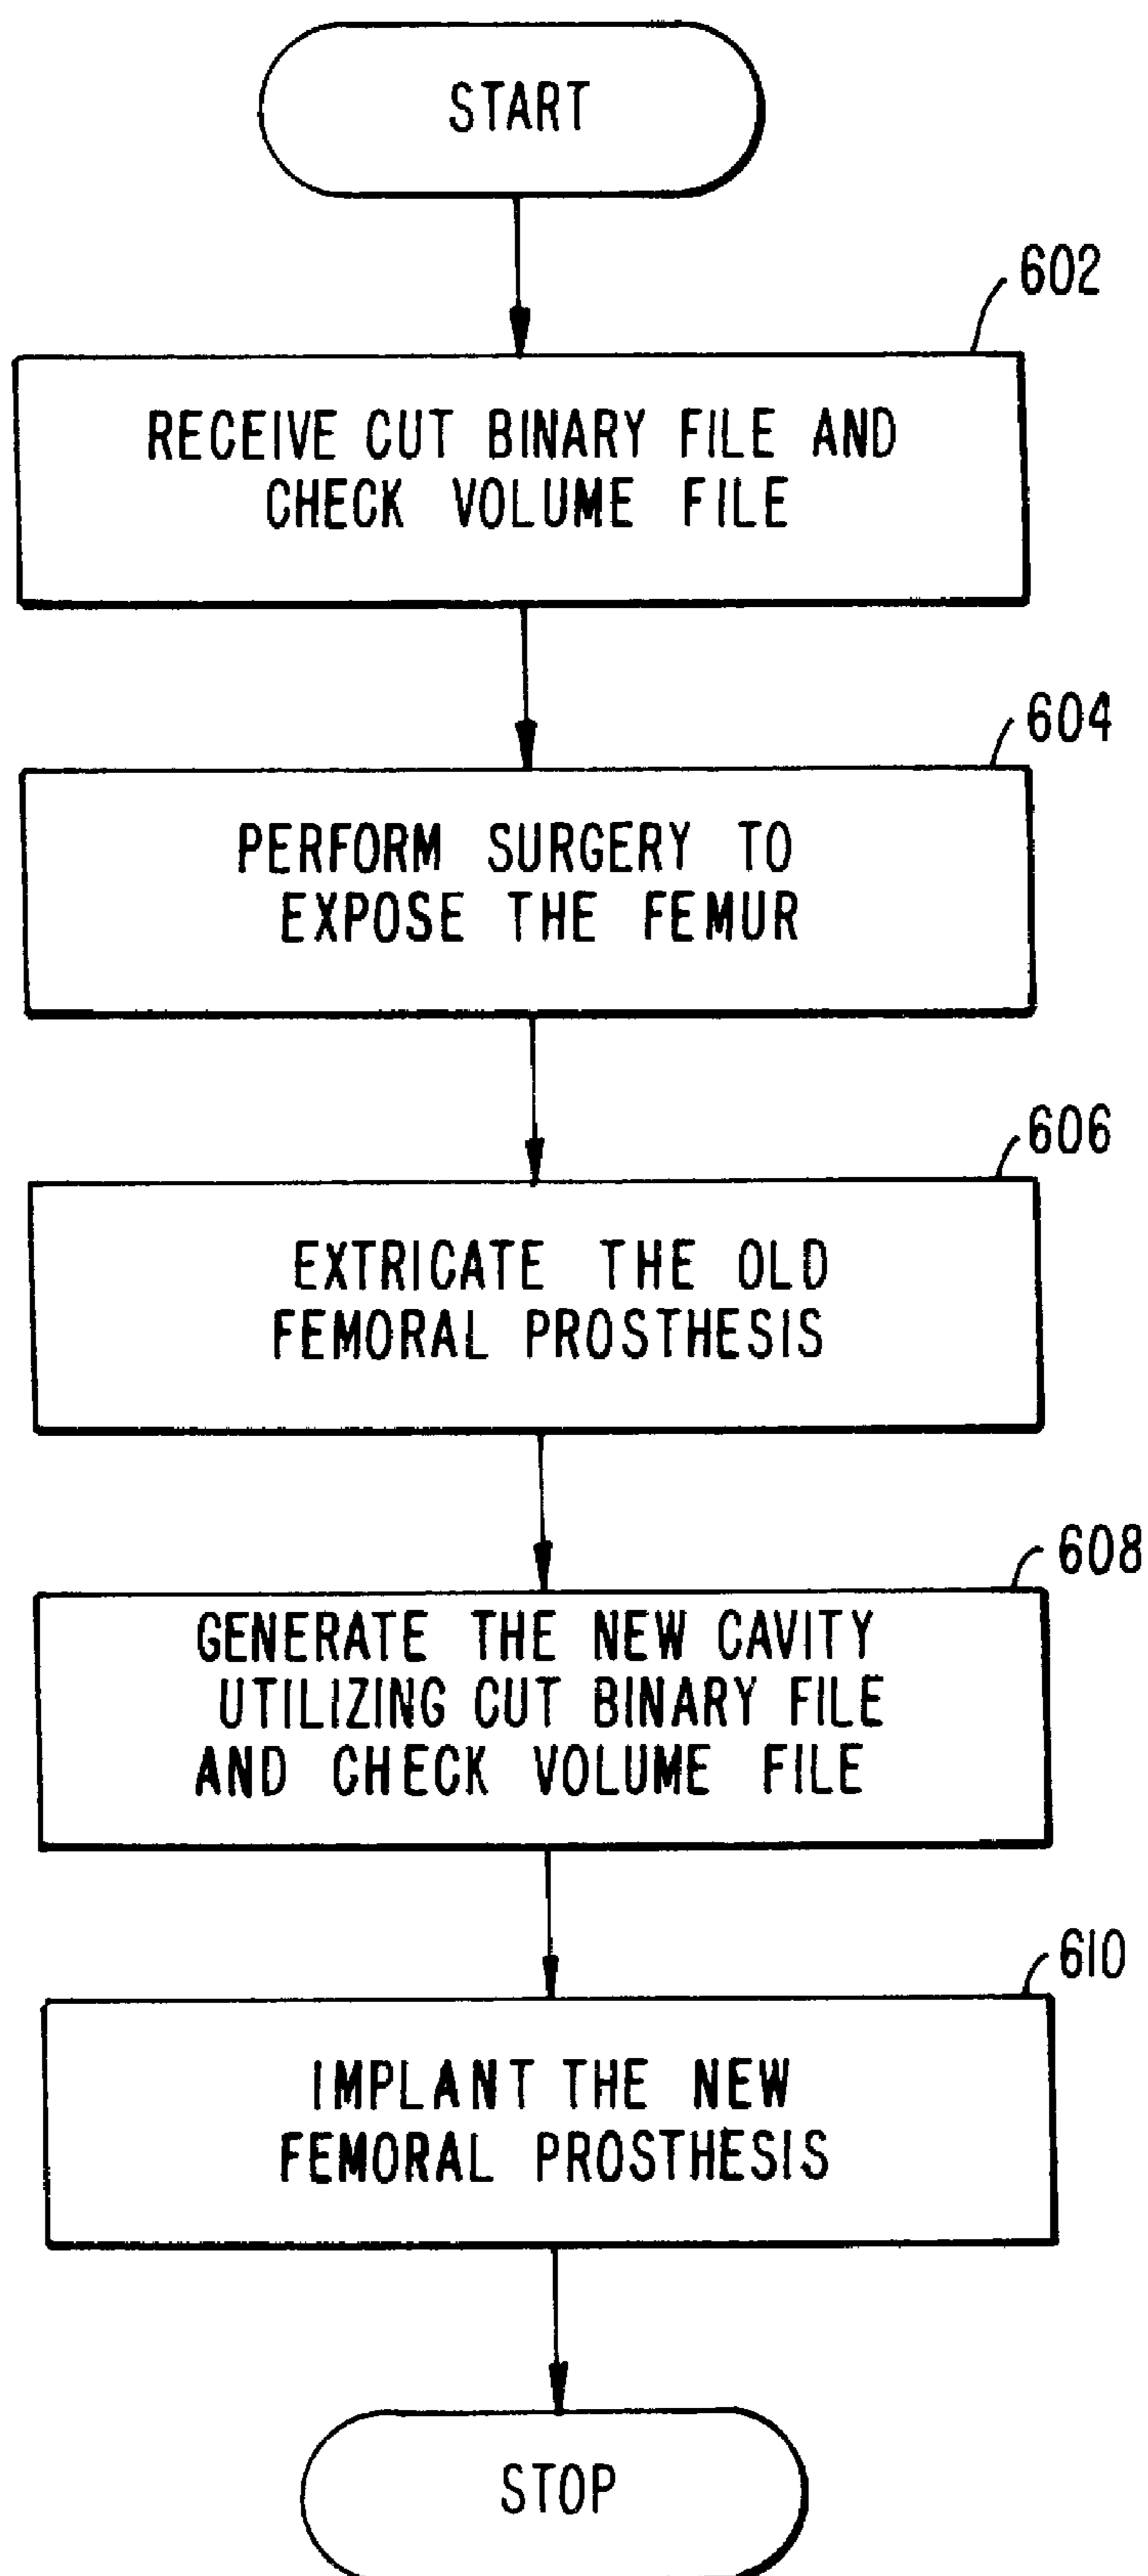 START
602
RECEIVE CUT BINARY FILE AND
CHECK VOLUME FILE
604
PERFORM SURGERY TO
EXPOSE THE FEMUR
606
EXTRICATE THE OLD
FEMORAL PROSTHESIS
608
GENERATE THE NEW CAVITY
UTILIZING CUT BINARY FILE
AND CHECK VOLUME FILE
610
IMPLANT THE NEW
FEMORAL PROSTHESIS
STOP